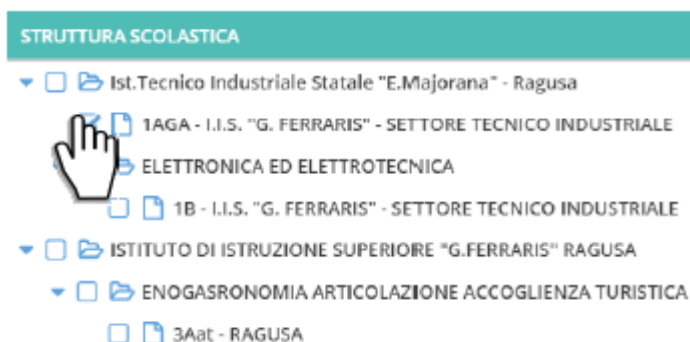 STRUTTURA SCOLASTICA
Ist.Tecnico Industriale Statale "E.Majorana" - Ragusa
1AGA - I.I.S. "G. FERRARIS" - SETTORE TECNICO INDUSTRIALE
ELETTRONICA ED ELETTROTECNICA
1B - I.I.S. "G. FERRARIS" - SETTORE TECNICO INDUSTRIALE
ISTITUTO DI ISTRUZIONE SUPERIORE "G.FERRARIS" RAGUSA
ENOGASRONOMIA ARTICOLAZIONE ACCOGLIENZA TURISTICA
3Aat - RAGUSA